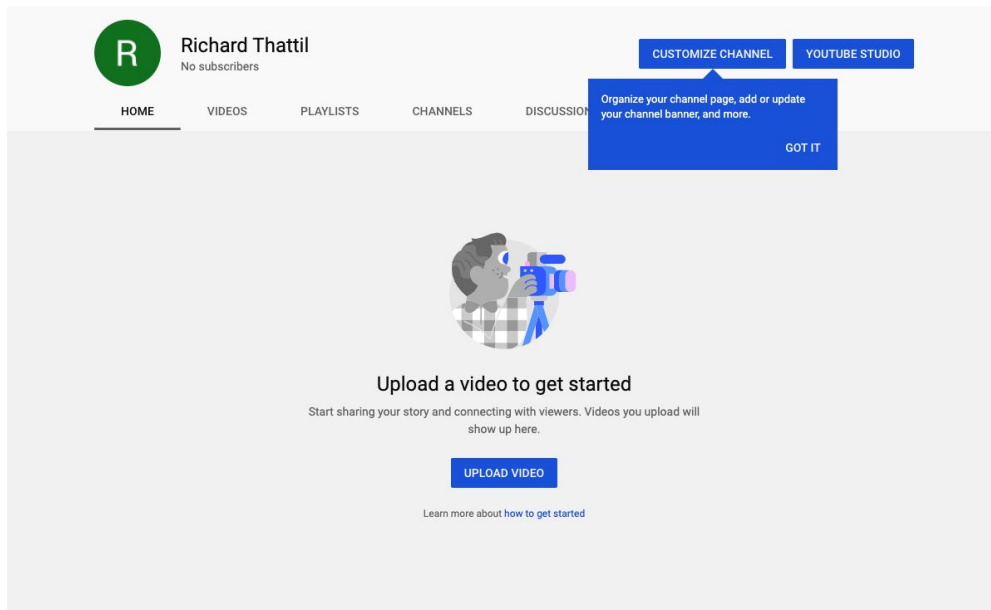 R
Richard Thattil
No subscribers
CUSTOMIZE CHANNEL
YOUTUBE STUDIO
HOME
VIDEOS
PLAYLISTS
CHANNELS
DISCUSSION
Organize your channel page, add or update
your channel banner, and more.
GOT IT
Upload a video to get started
Start sharing your story and connecting with viewers. Videos you upload will
show up here.
UPLOAD VIDEO
Learn more about how to get started